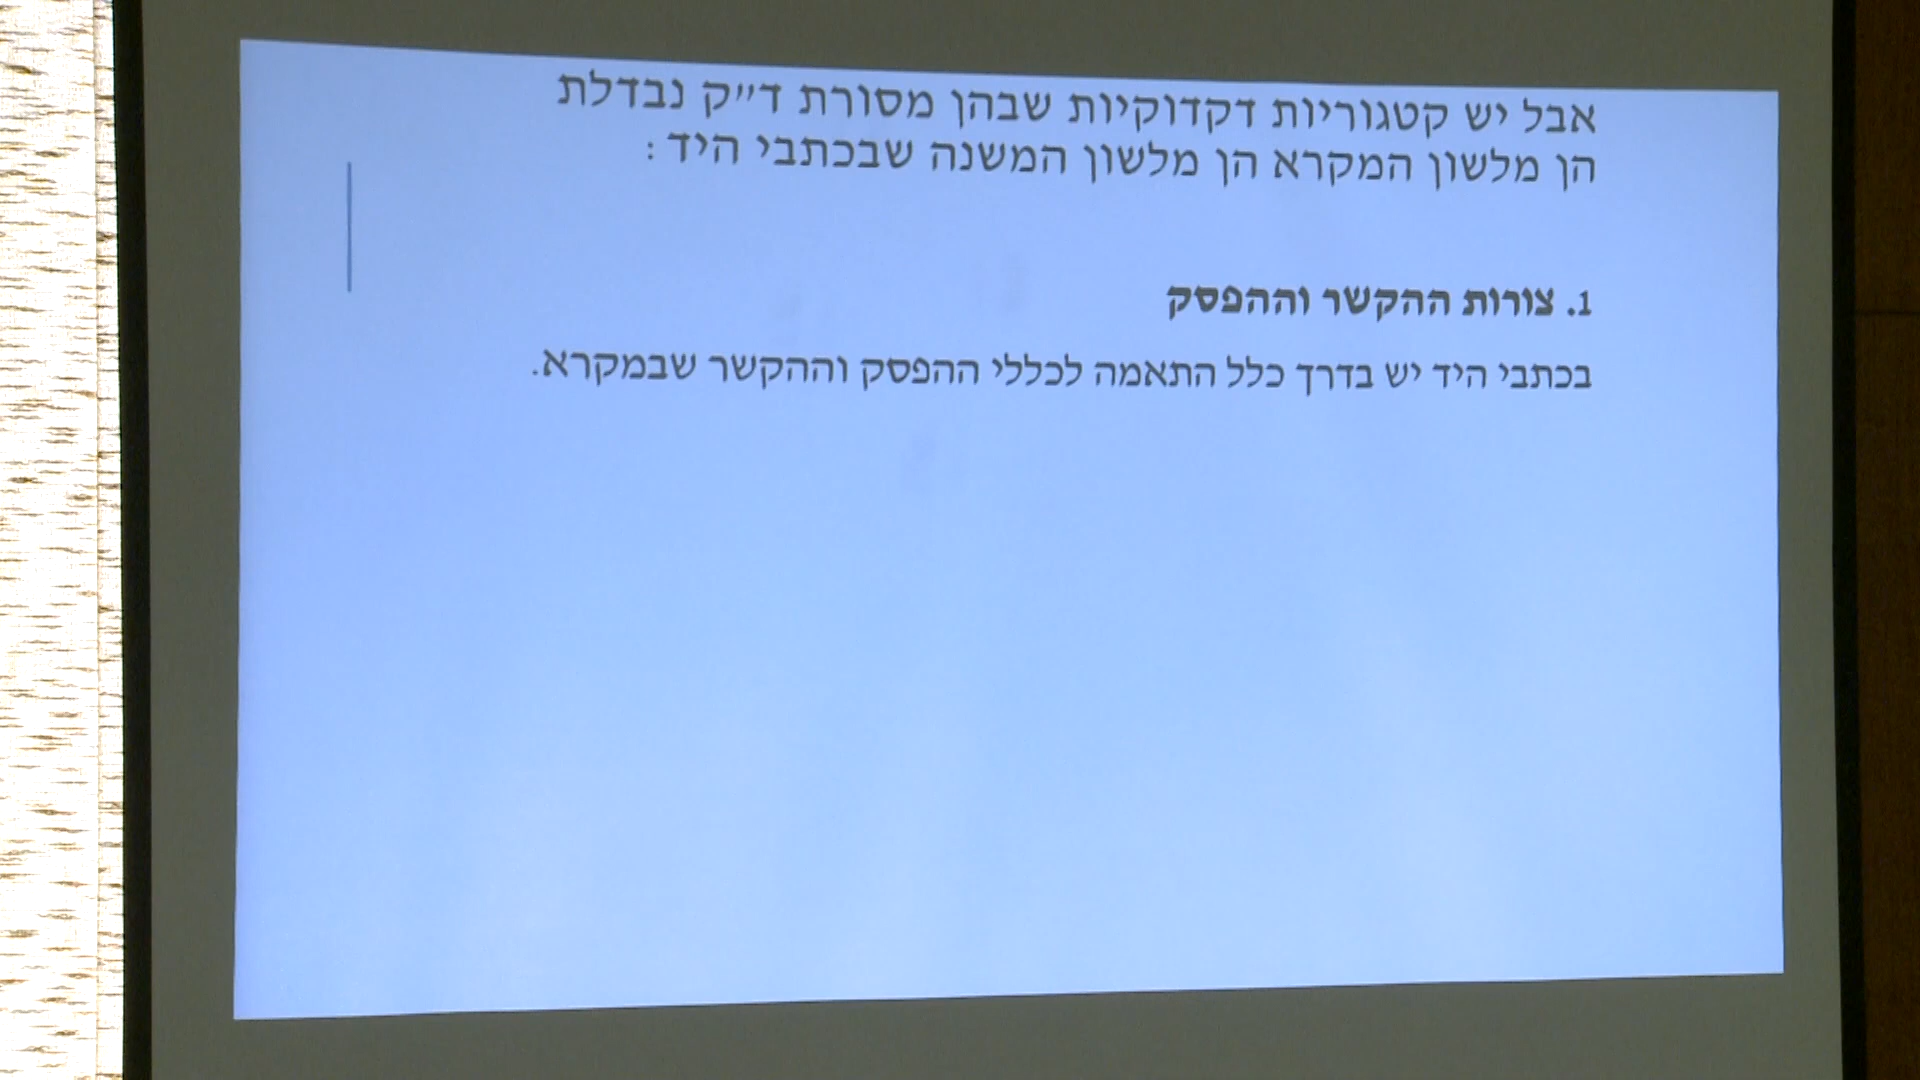 אבל יש קטגוריות דקדוקיות שבהן מסורת ד״ק נבדלת
הן מלשון המקרא הן מלשון המשנה שבכתבי היד:
1. צורות ההקשר וההפסק
בכתבי היד יש בדרך כלל התאמה לכללי ההפסק וההקשר שבמקרא.